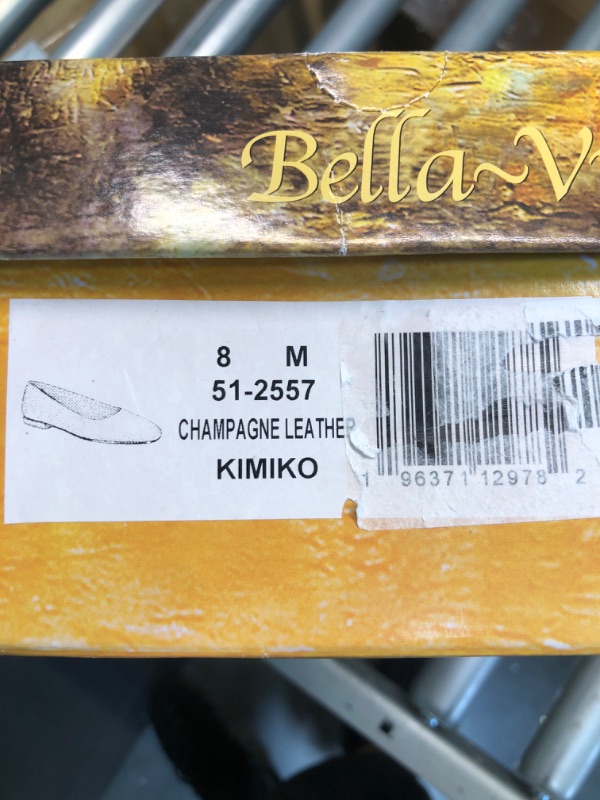 Bella~V
8 M
51-2557
CHAMPAGNE LEATHER
KIMIKO
1 96371 12978 2